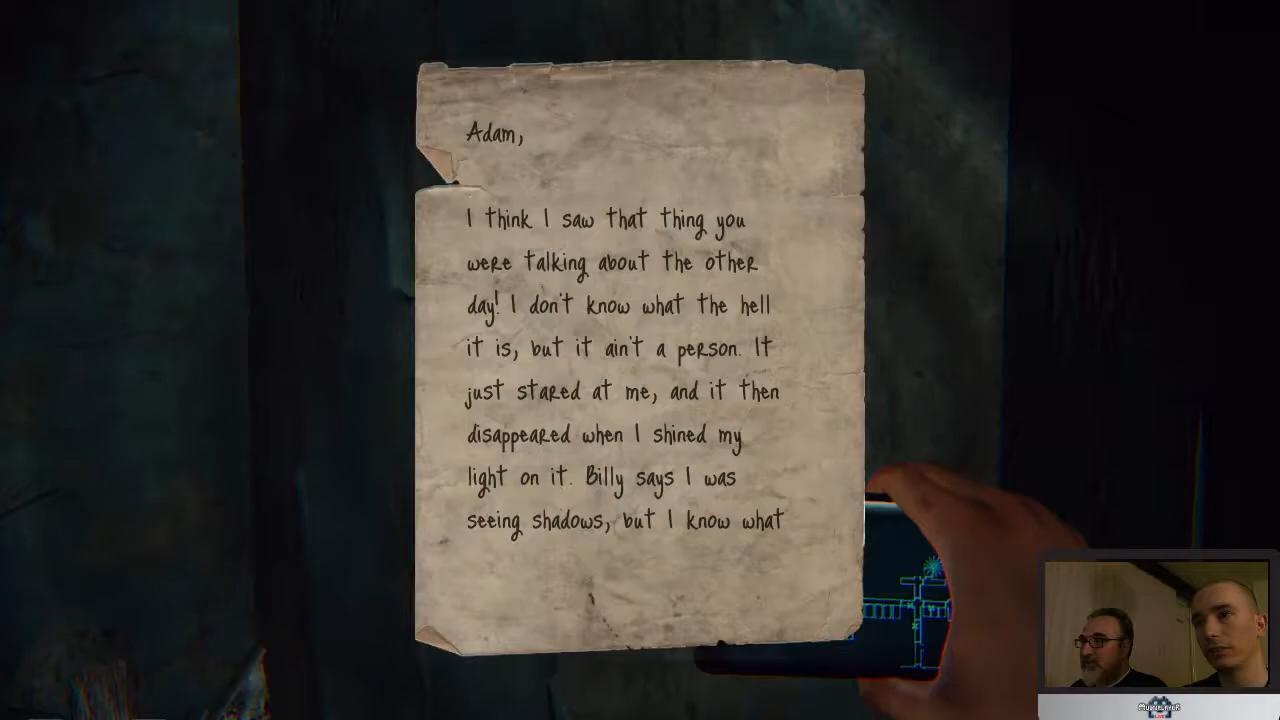 Adam,
I think I saw that thing you
were talking about the other
day! I don't know what the hell
it is, but it ain't a person. It
just stared at me, and it then
disappeared when I shined my
light on it. Billy says I was
seeing shadows, but I know what
LIVE